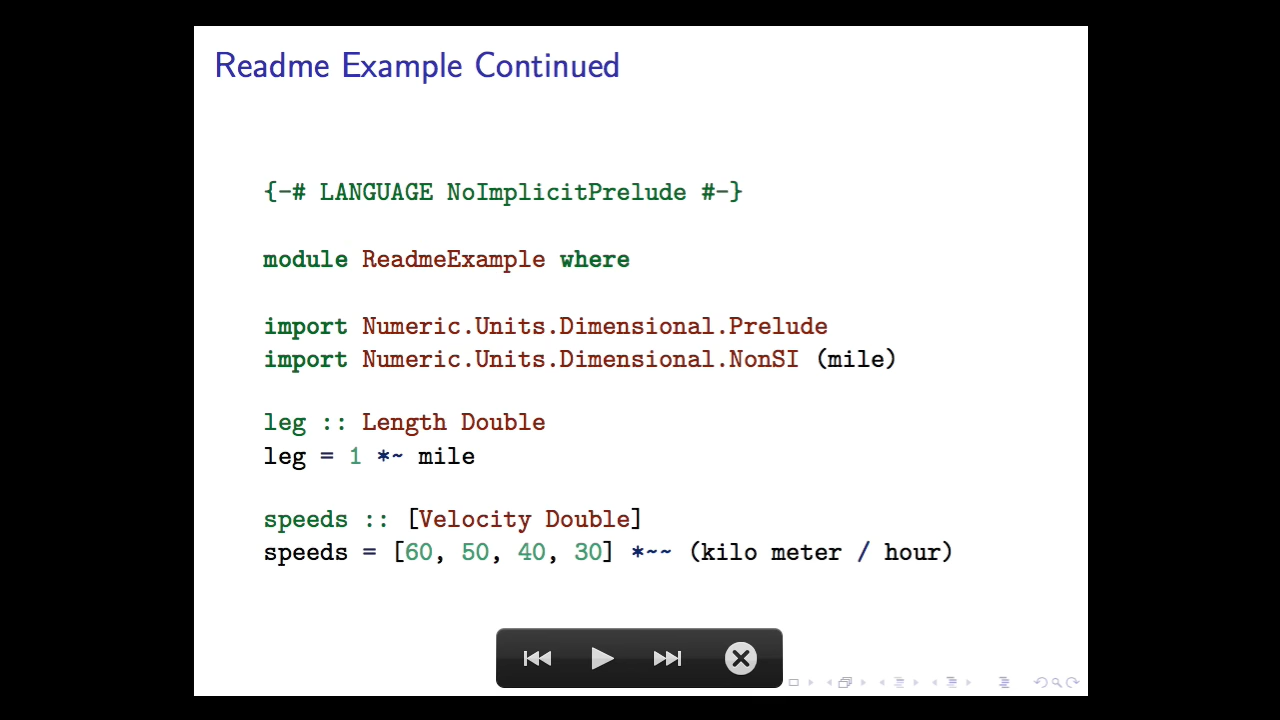 Readme Example Continued
{-# LANGUAGE NoImplicitPrelude #-}
module ReadmeExample where
import Numeric.Units.Dimensional.Prelude
import Numeric.Units.Dimensional.NonSI (mile)
leg :: Length Double
leg = 1 *~ mile
speeds :: [Velocity Double]
speeds = [60, 50, 40, 30] *~~ (kilo meter / hour)